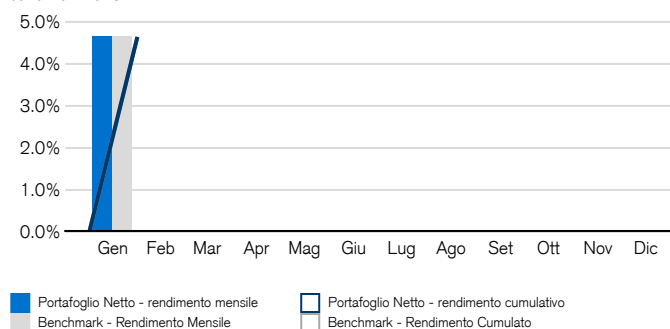 5.0%
4.0%
3.0%
2.0%
1.0%
0.0%
Gen Feb Mar Apr Mag Giu Lug Ago Set Ott Nov Dic
Portafoglio Netto - rendimento mensile Portafoglio Netto - rendimento cumulativo
Benchmark - Rendimento Mensile Benchmark - Rendimento Cumulato